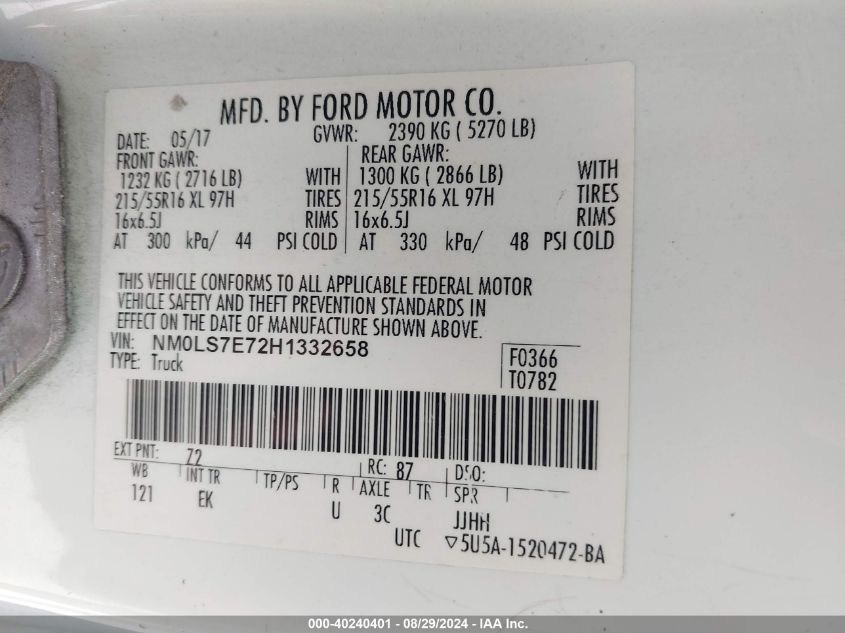 MFD. BY FORD MOTOR CO.
DATE: 05/17 GVWR: 2390 KG ( 5270 LB)
FRONT GAWR: REAR GAWR:
1232 KG ( 2716 LB) WITH 1300 KG ( 2866 LB) WITH
215/55R16 XL 97H TIRES 215/55R16 XL 97H TIRES
16x6.5J RIMS 16x6.5J RIMS
AT 300 kPa/ 44 PSI COLD AT 330 kPa/ 48 PSI COLD
THIS VEHICLE CONFORMS TO ALL APPLICABLE FEDERAL MOTOR
VEHICLE SAFETY AND THEFT PREVENTION STANDARDS IN
EFFECT ON THE DATE OF MANUFACTURE SHOWN ABOVE.
VIN: NM0LS7E72H1332658
TYPE: Truck
F0366
T0782
EXT PNT: Z2 RC: 87 DSO:
WB INT TR TP/PS R AXLE TR SPR
121 EK U 3C JJHH
UTC ▽5U5A-1520472-BA
000-40240401 - 08/29/2024 - IAA Inc.